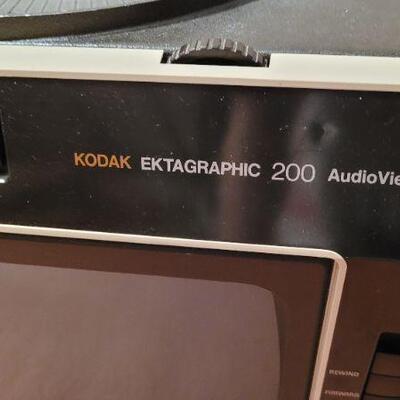 KODAK EKTAGRAPHIC 200 AudioVie
REWIND
FORWARD